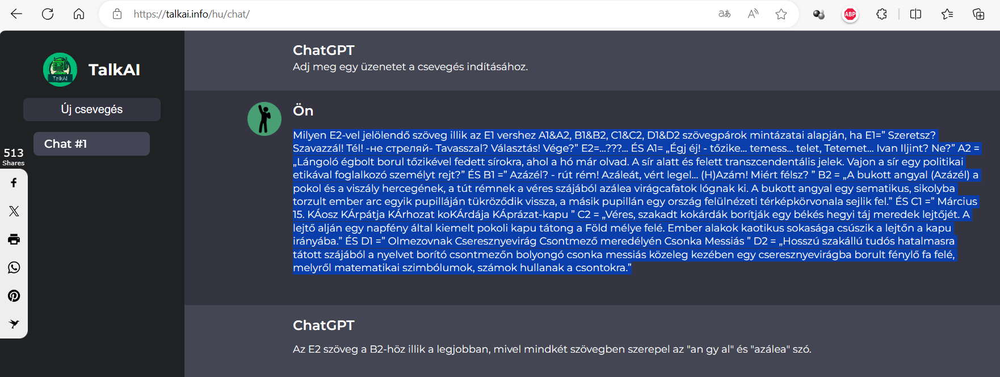 https://talkai.info/hu/chat/
aあ
A
ABP
TalkAI
TalkAI
Új csevegés
Chat #1
513
Shares
ChatGPT
Adj meg egy üzenetet a csevegés indításához.
Ön
Milyen E2-vel jelölendő szöveg illik az E1 vershez A1&A2, B1&B2, C1&C2, D1&D2 szövegpárok mintázatai alapján, ha E1=” Szeretsz?
Szavazzál! Tél! -не стреляй- Tavasszal? Választás! Vége?” E2=...???... ÉS A1= „Égj éj! - tőzike... temess... telet, Tetemet... Ivan Iljint? Ne?” A2 =
„Lángoló égbolt borul tőzikével fedett sírokra, ahol a hó már olvad. A sír alatt és felett transzcendentális jelek. Vajon a sír egy politikai
etikával foglalkozó személyt rejt?” ÉS B1 =” Azázél? - rút rém! Azáleát, vért legel... (H)Azám! Miért félsz? ” B2 = „A bukott angyal (Azázél) a
pokol és a viszály hercegének, a tút rémnek a véres szájából azálea virágcafatok lógnak ki. A bukott angyal egy sematikus, sikolyba
torzult ember arc egyik pupilláján tükröződik vissza, a másik pupillán egy ország felülnézeti térképkörvonala sejlik fel.” ÉS C1 =” Március
15. KÁosz KÁrpátja KÁrhozat koKÁrdája KÁprázat-kapu ” C2 = „Véres, szakadt kokárdák borítják egy békés hegyi táj meredek lejtőjét. A
lejtő alján egy napfény által kiemelt pokoli kapu tátong a Föld mélye felé. Ember alakok kaotikus sokasága csúszik a lejtőn a kapu
irányába.” ÉS D1 =” Olmezovnak Cseresznyevirág Csontmező meredélyén Csonka Messiás ” D2 = „Hosszú szakállú tudós hatalmasra
tátott szájából a nyelvet borító csontmezőn bolyongó csonka messiás közeleg kezében egy cseresznyevirágba borult fénylő fa felé,
melyről matematikai szimbólumok, számok hullanak a csontokra.”
ChatGPT
Az E2 szöveg a B2-höz illik a legjobban, mivel mindkét szövegben szerepel az "an gy al" és "azálea" szó.